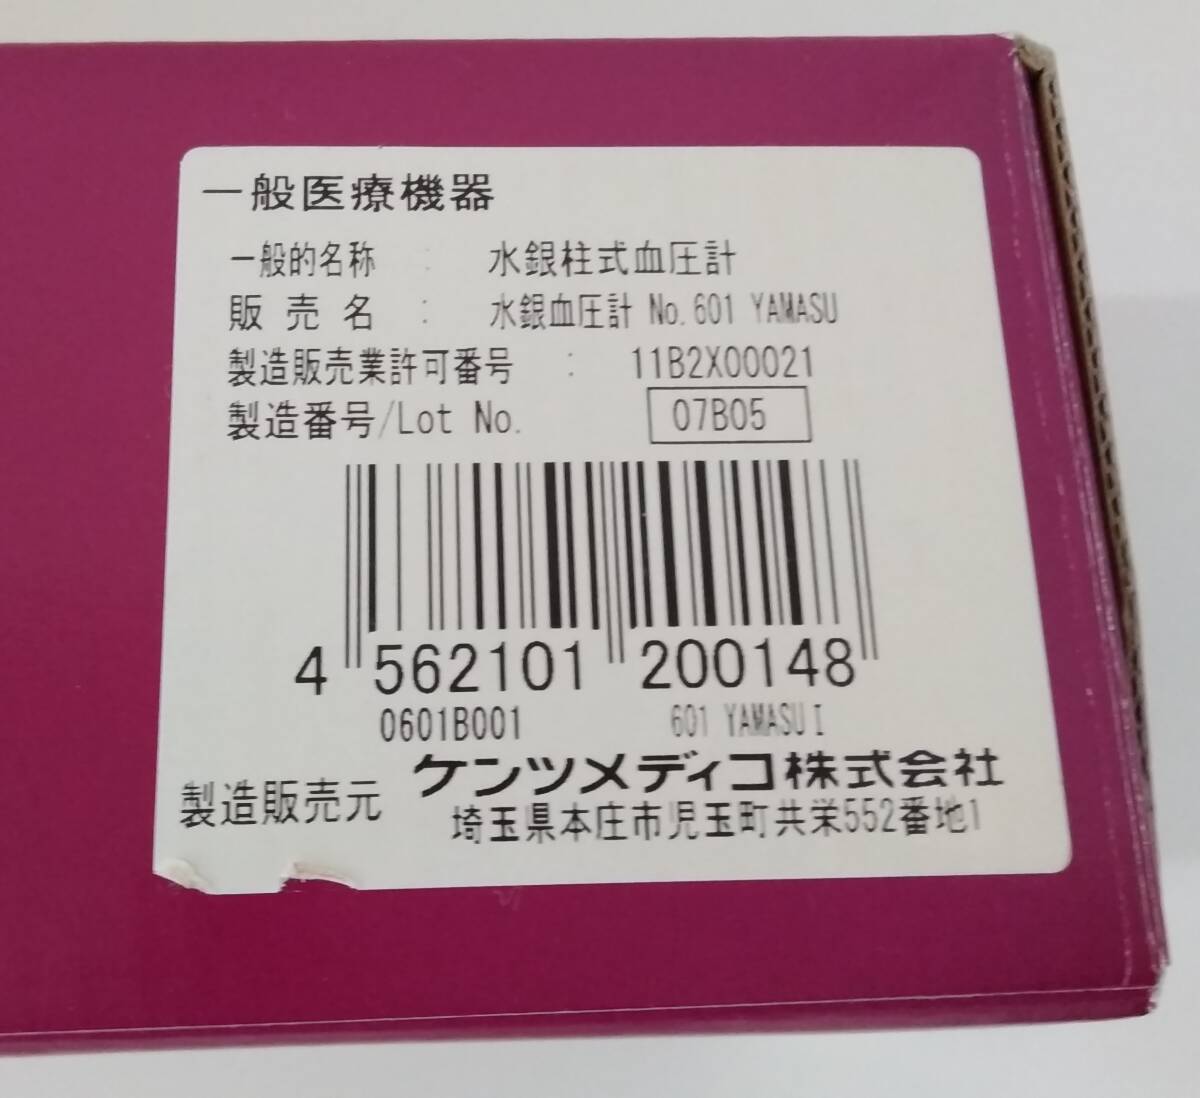 一般医療機器
一般的名称 : 水銀柱式血圧計
販売名 : 水銀血圧計 No.601 YAMASU
製造販売業許可番号 : 11B2X00021
製造番号/Lot No. 07B05
4 562101 200148
0601B001 601 YAMASU I
製造販売元 ケンツメディコ株式会社
埼玉県本庄市児玉町共栄552番地1